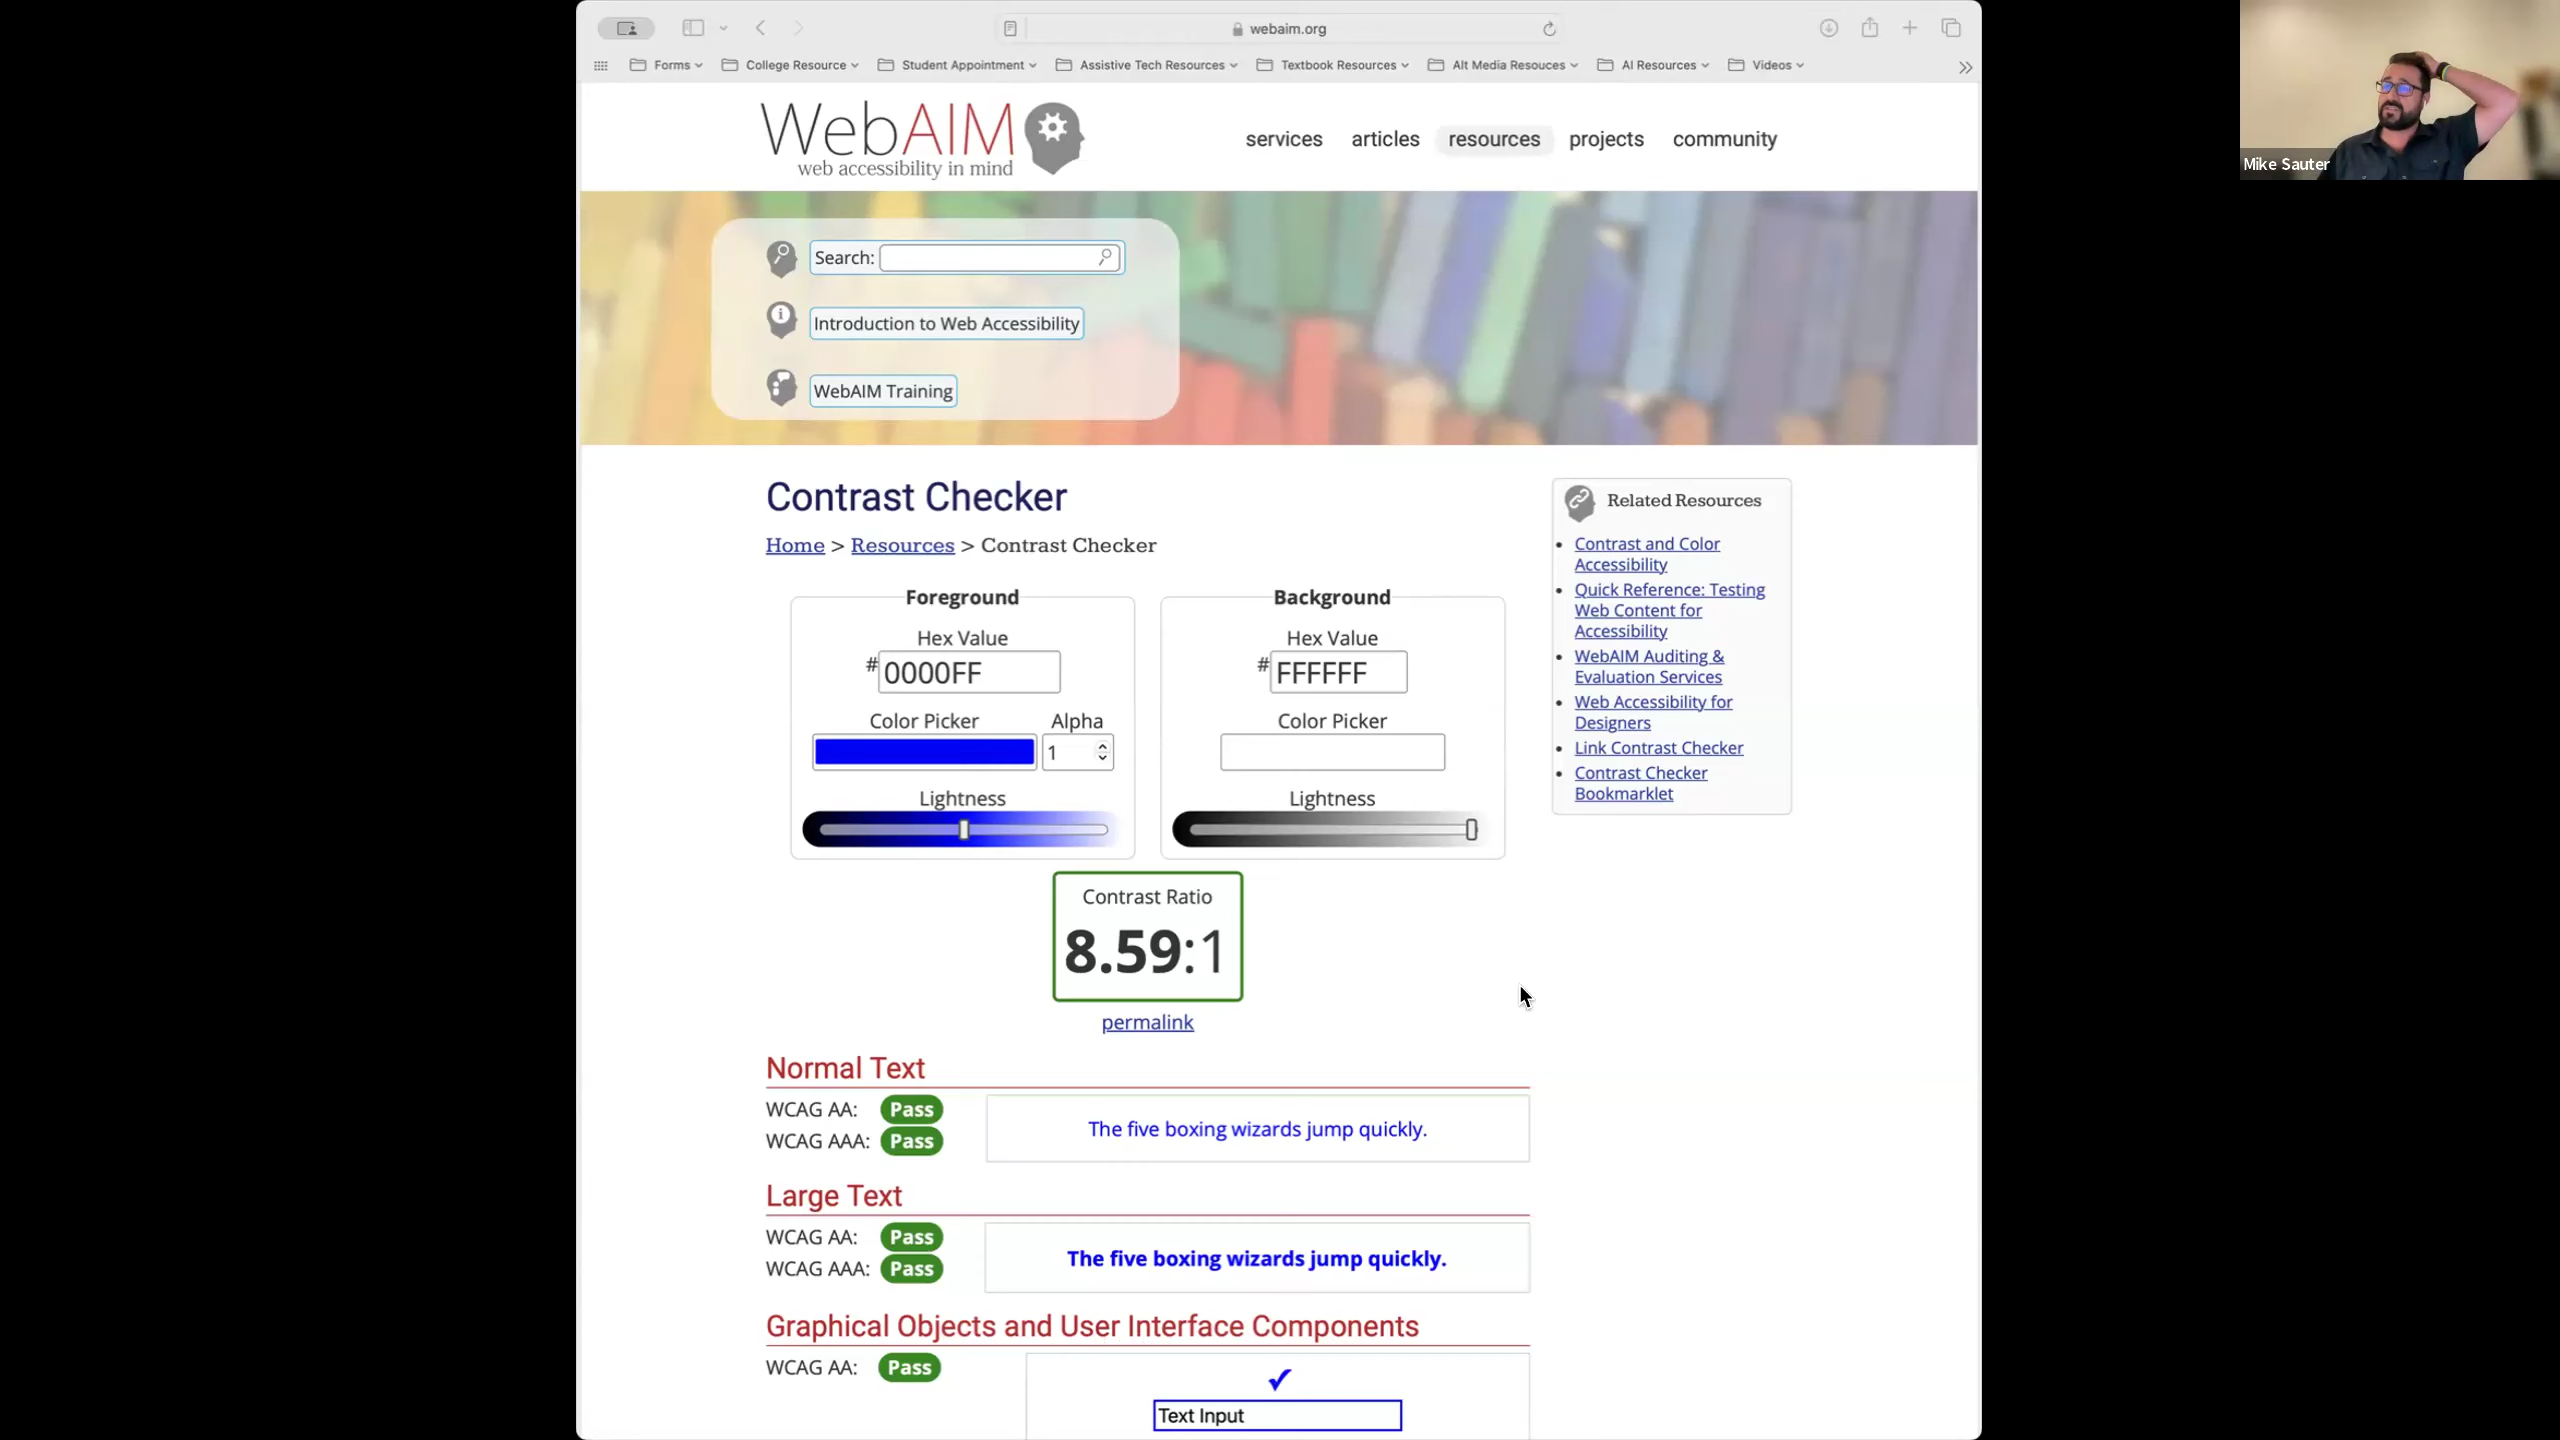 webaim.org
Forms
College Resource
Student Appointment
Assistive Tech Resources
Textbook Resources
Alt Media Resouces
AI Resources
Videos
WebAIM
web accessibility in mind
services
articles
resources
projects
community
Mike Sauter
Search:
Introduction to Web Accessibility
WebAIM Training
Contrast Checker
Home > Resources > Contrast Checker
Foreground
Hex Value
# 0000FF
Color Picker
Alpha
1
Lightness
Background
Hex Value
# FFFFFF
Color Picker
Lightness
Contrast Ratio
8.59:1
permalink
Related Resources
Contrast and Color
Accessibility
Quick Reference: Testing
Web Content for
Accessibility
WebAIM Auditing &
Evaluation Services
Web Accessibility for
Designers
Link Contrast Checker
Contrast Checker
Bookmarklet
Normal Text
WCAG AA: Pass
WCAG AAA: Pass
The five boxing wizards jump quickly.
Large Text
WCAG AA: Pass
WCAG AAA: Pass
The five boxing wizards jump quickly.
Graphical Objects and User Interface Components
WCAG AA: Pass
Text Input